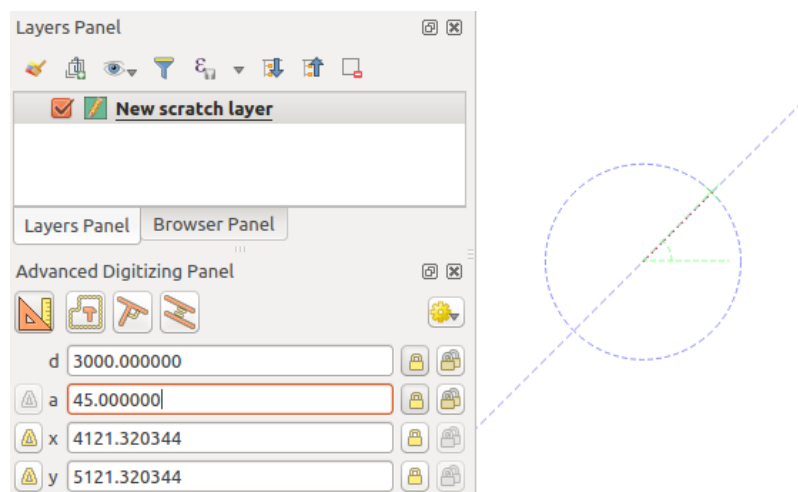 Layers Panel
New scratch layer
Layers Panel Browser Panel
Advanced Digitizing Panel
d 3000.000000
a 45.000000
x 4121.320344
y 5121.320344